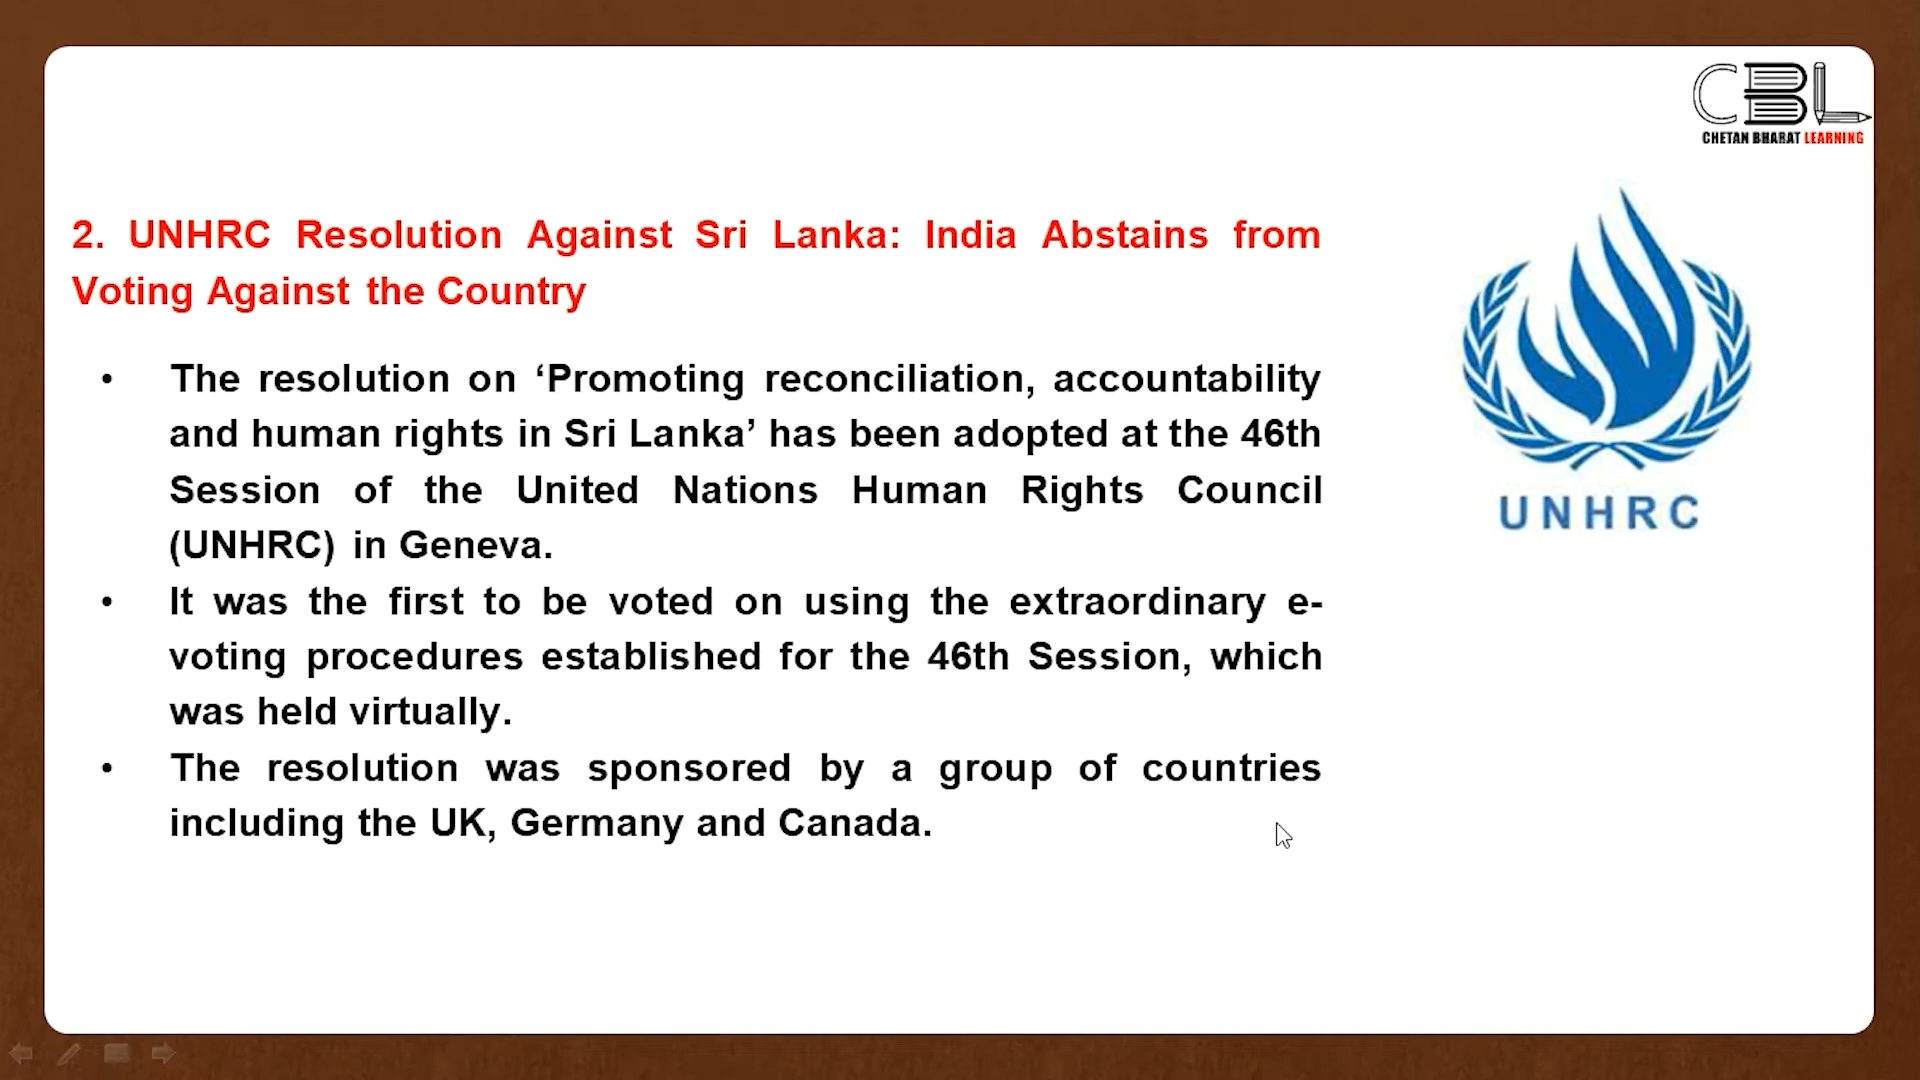 CBL
CHETAN BHARAT LEARNING
2. UNHRC Resolution Against Sri Lanka: India Abstains from
Voting Against the Country
• The resolution on ‘Promoting reconciliation, accountability
and human rights in Sri Lanka’ has been adopted at the 46th
Session of the United Nations Human Rights Council
(UNHRC) in Geneva.
• It was the first to be voted on using the extraordinary e-
voting procedures established for the 46th Session, which
was held virtually.
• The resolution was sponsored by a group of countries
including the UK, Germany and Canada.
UNHRC